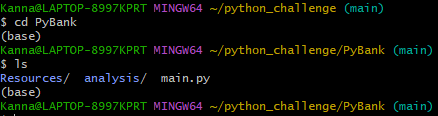 Kanna@LAPTOP-8997KPRT MINGW64 ~/python_challenge (main)
$ cd PyBank
(base)
Kanna@LAPTOP-8997KPRT MINGW64 ~/python_challenge/PyBank (main)
$ ls
Resources/ analysis/ main.py
(base)
Kanna@LAPTOP-8997KPRT MINGW64 ~/python_challenge/PyBank (main)